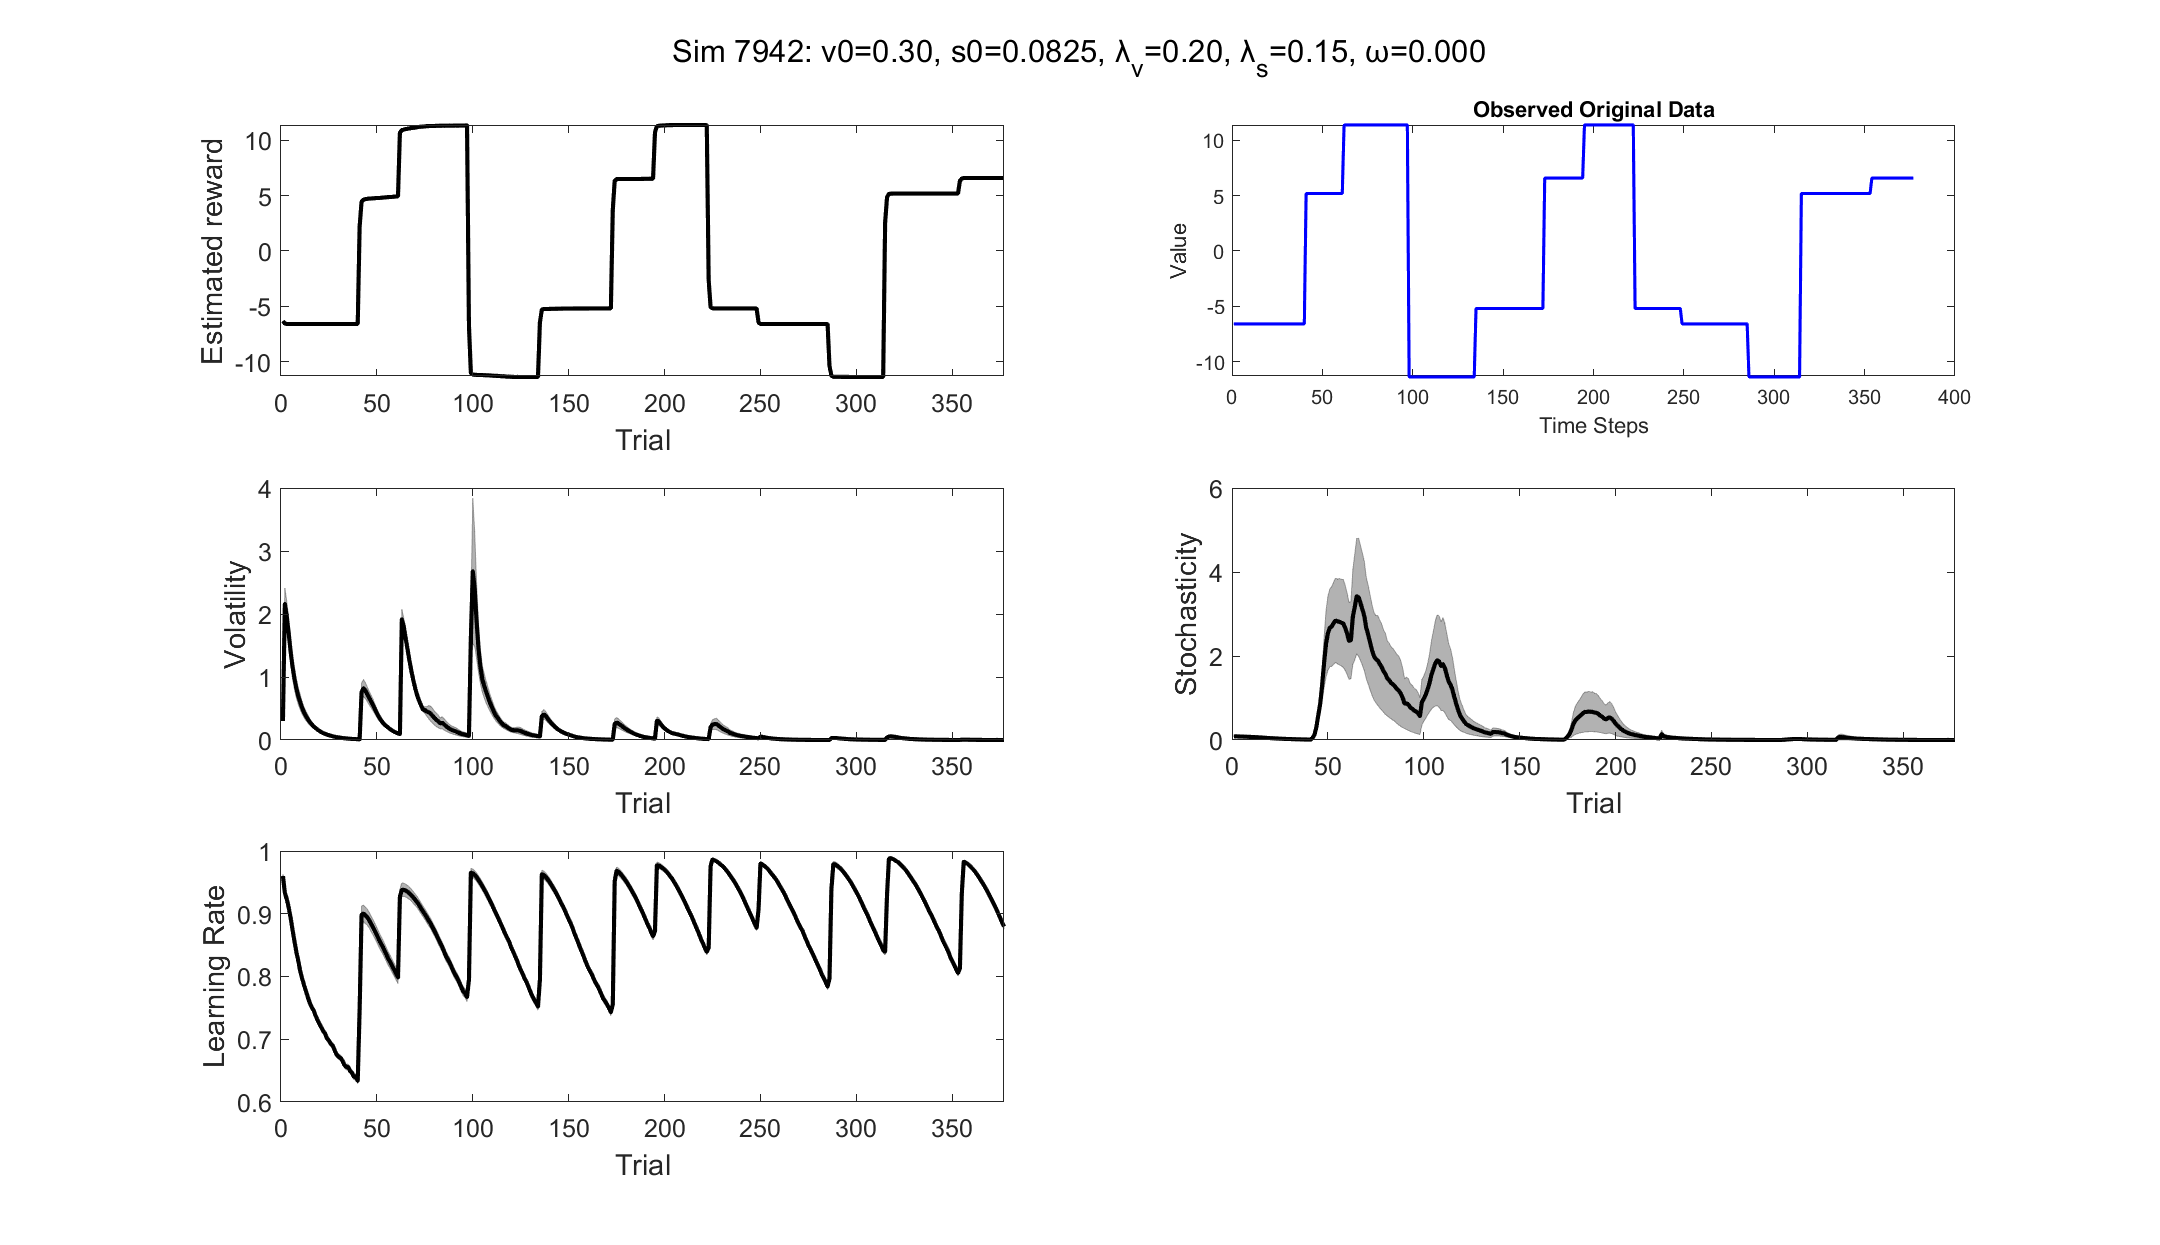 Sim 7942: v0=0.30, s0=0.0825, λ_v=0.20, λ_s=0.15, ω=0.000
Estimated reward
10
5
0
-5
-10
0 50 100 150 200 250 300 350
Trial
Observed Original Data
Value
10
5
0
-5
-10
0 50 100 150 200 250 300 350 400
Time Steps
Volatility
4
3
2
1
0
0 50 100 150 200 250 300 350
Trial
Stochasticity
6
4
2
0
0 50 100 150 200 250 300 350
Trial
Learning Rate
1
0.9
0.8
0.7
0.6
0 50 100 150 200 250 300 350
Trial